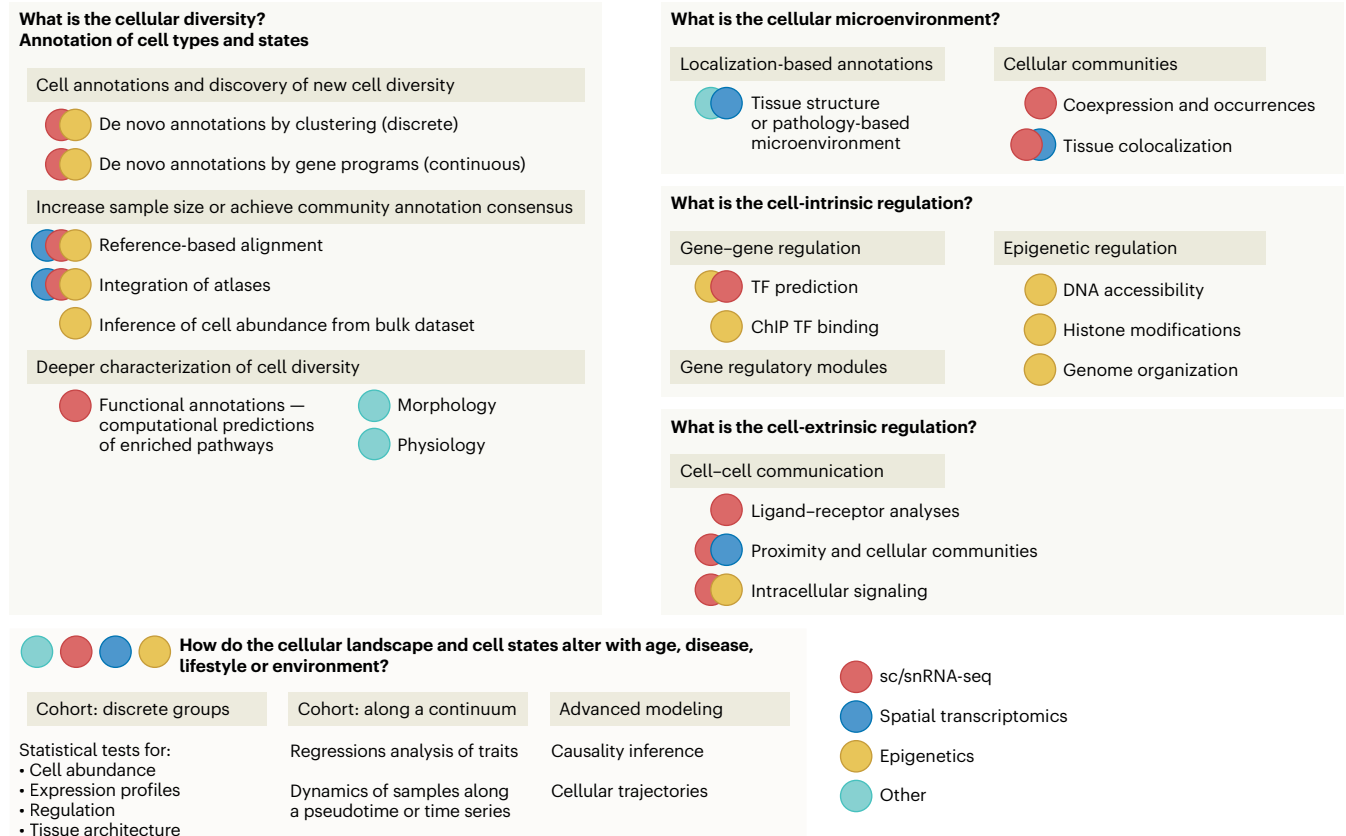 What is the cellular diversity?
Annotation of cell types and states
Cell annotations and discovery of new cell diversity
De novo annotations by clustering (discrete)
De novo annotations by gene programs (continuous)
Increase sample size or achieve community annotation consensus
Reference-based alignment
Integration of atlases
Inference of cell abundance from bulk dataset
Deeper characterization of cell diversity
Functional annotations —
computational predictions
of enriched pathways
Morphology
Physiology
What is the cellular microenvironment?
Localization-based annotations
Tissue structure
or pathology-based
microenvironment
Cellular communities
Coexpression and occurrences
Tissue colocalization
What is the cell-intrinsic regulation?
Gene–gene regulation
TF prediction
ChIP TF binding
Gene regulatory modules
Epigenetic regulation
DNA accessibility
Histone modifications
Genome organization
What is the cell-extrinsic regulation?
Cell–cell communication
Ligand–receptor analyses
Proximity and cellular communities
Intracellular signaling
How do the cellular landscape and cell states alter with age, disease,
lifestyle or environment?
Cohort: discrete groups
Statistical tests for:
• Cell abundance
• Expression profiles
• Regulation
• Tissue architecture
Cohort: along a continuum
Regressions analysis of traits
Dynamics of samples along
a pseudotime or time series
Advanced modeling
Causality inference
Cellular trajectories
sc/snRNA-seq
Spatial transcriptomics
Epigenetics
Other